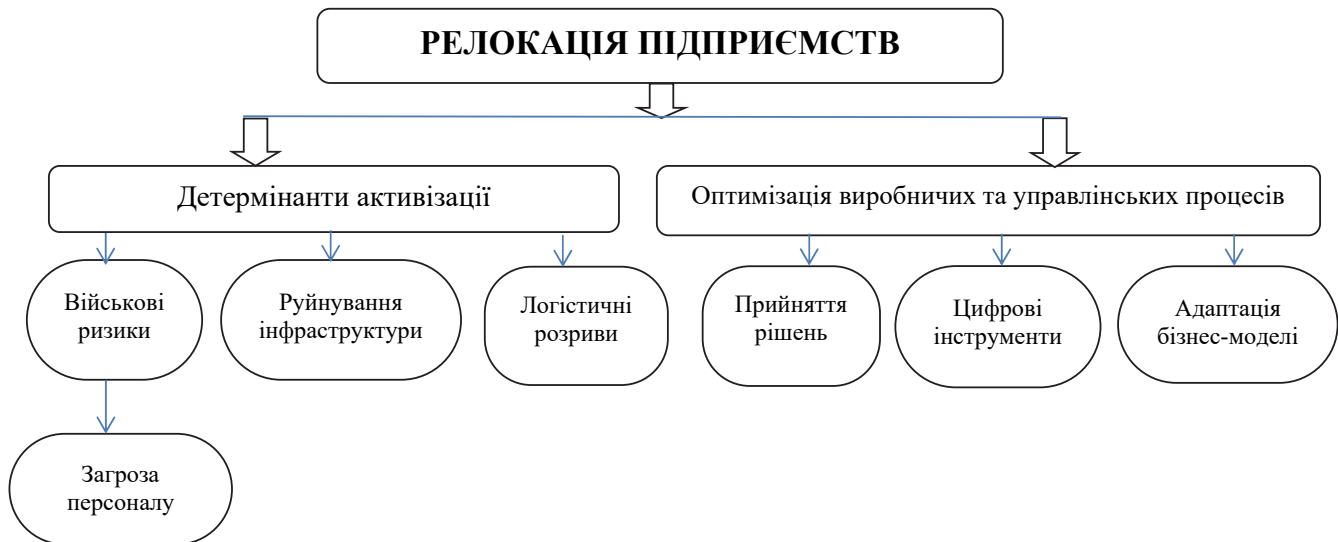 РЕЛОКАЦІЯ ПІДПРИЄМСТВ
Детермінанти активізації
Оптимізація виробничих та управлінських процесів
Військові
ризики
Руйнування
інфраструктури
Логістичні
розриви
Прийняття
рішень
Цифрові
інструменти
Адаптація
бізнес-моделі
Загроза
персоналу